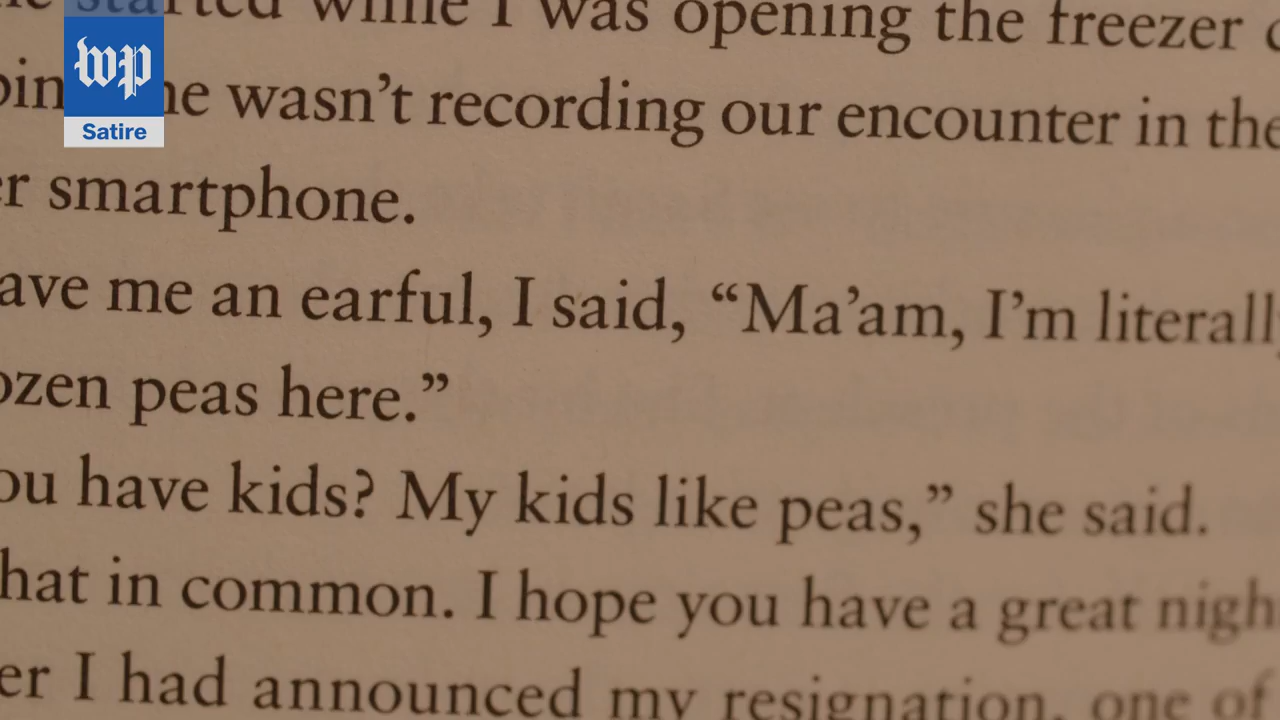 started while I was opening the freezer
wp
wasn't recording our encounter in the
Satire
smartphone.
me an earful, I said, “Ma'am, I'm
peas here.”
have kids? My kids like peas,” she said.
in common. I hope you have a great
I had announced my resignation, one of